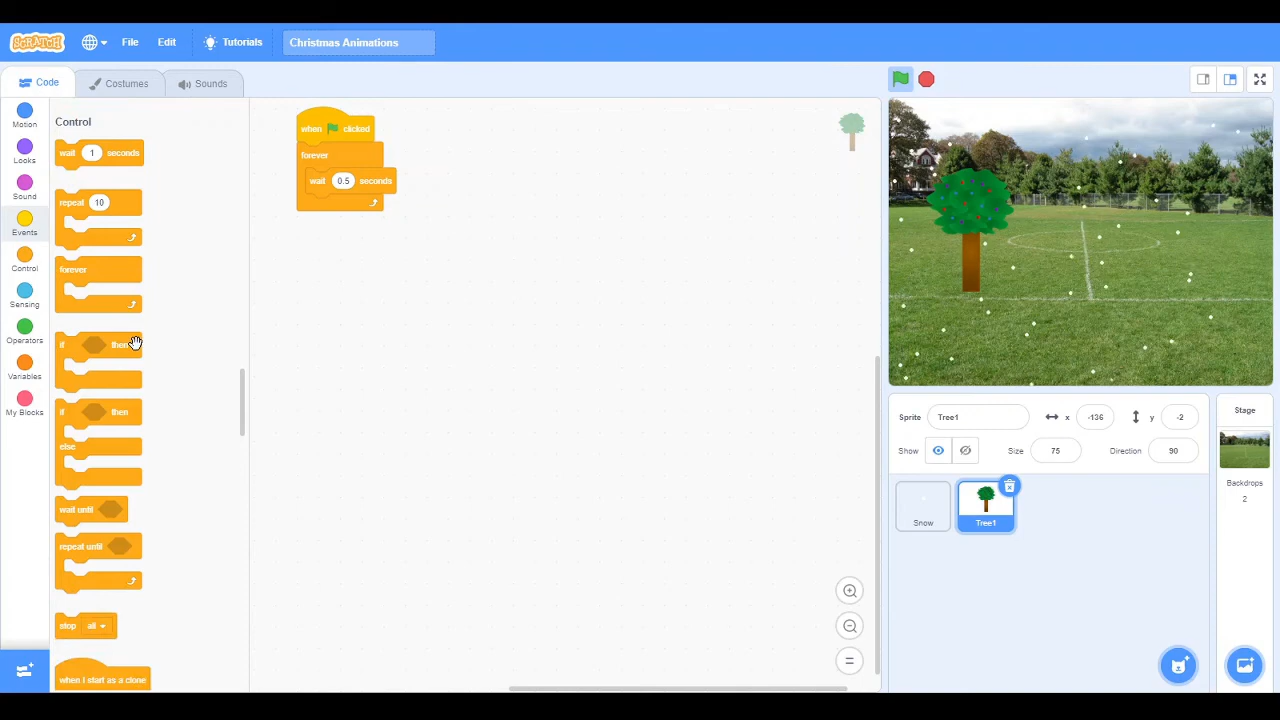 SCRATCH File Edit Tutorials Christmas Animations
Code Costumes Sounds
Motion
Looks
Sound
Events
Control
Sensing
Operators
Variables
My Blocks
Control
wait 1 seconds
repeat 10
forever
if then
if then
else
wait until
repeat until
stop all
when I start as a clone
when clicked
forever
wait 0.5 seconds
Sprite Tree1 x -136 y -2
Show Size 75 Direction 90
Snow
Tree1
Stage
Backdrops
2